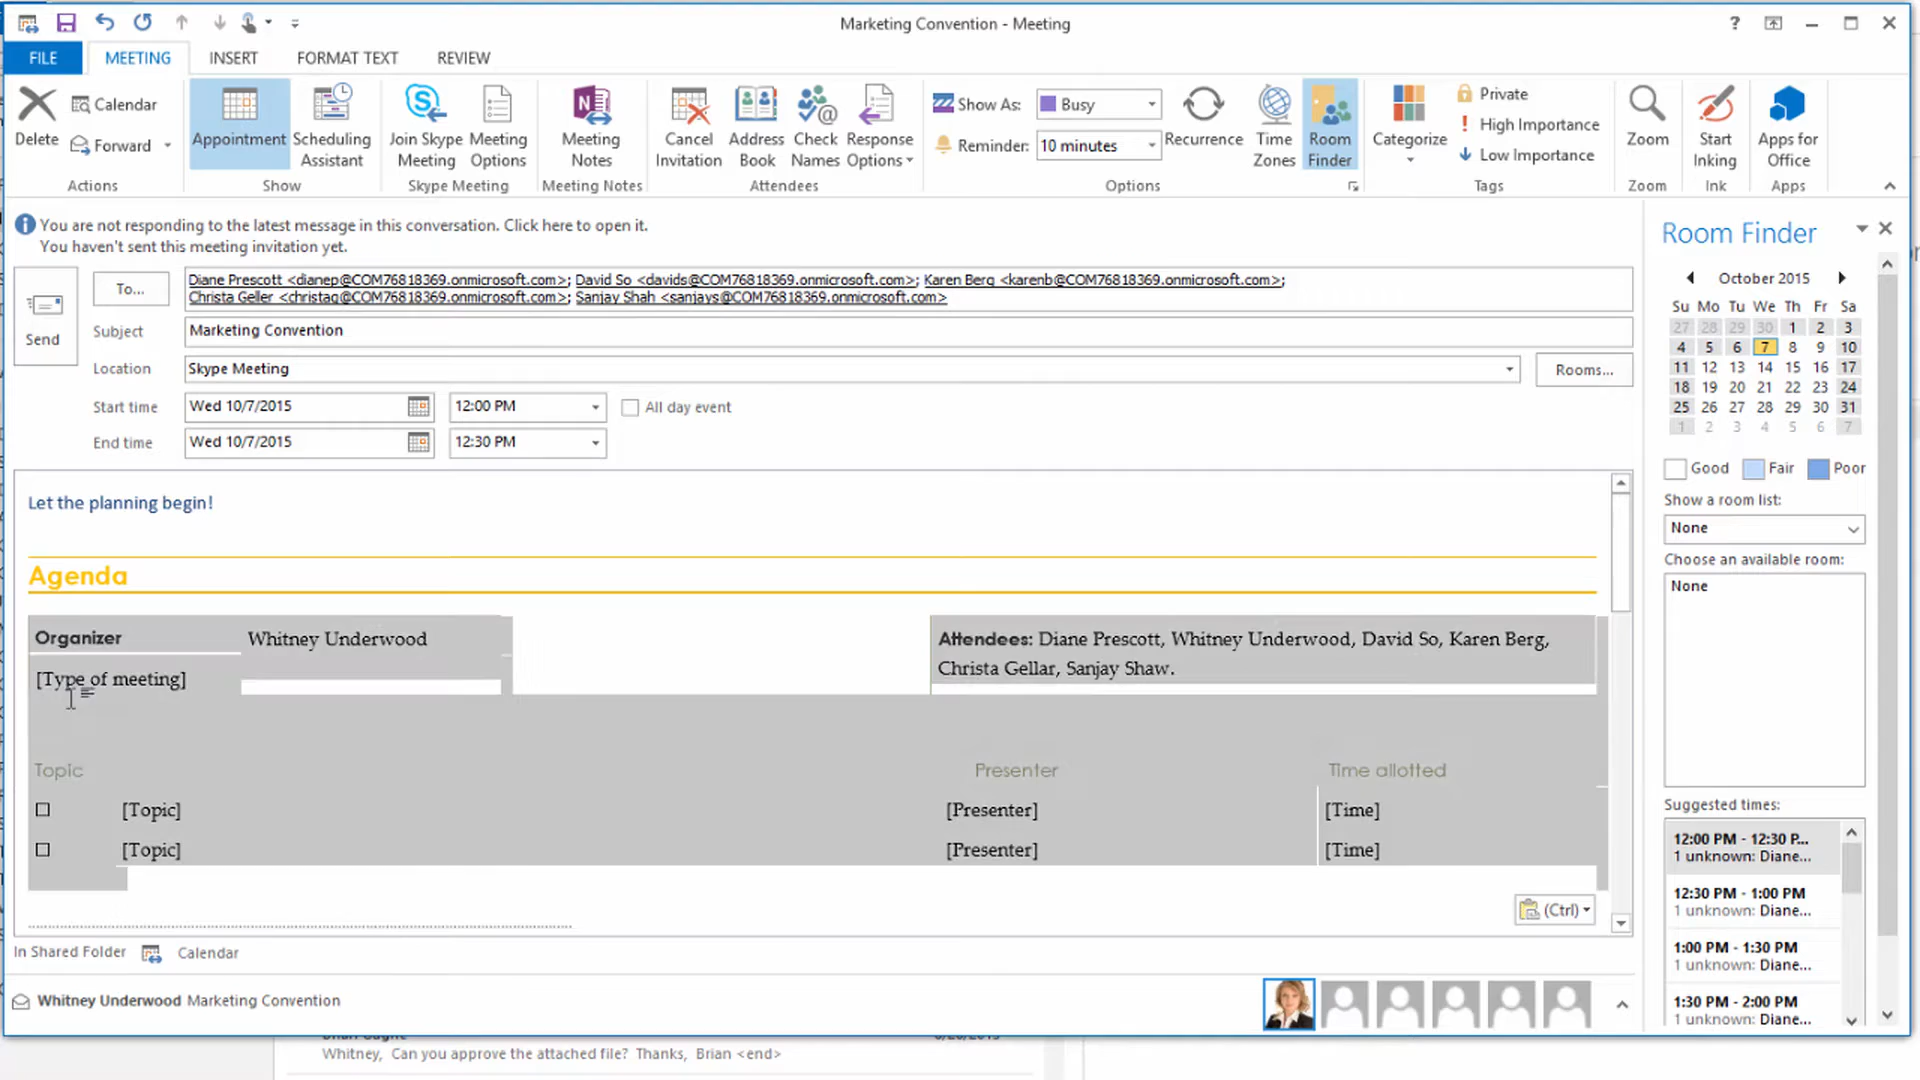 Marketing Convention - Meeting
?
FILE
MEETING
INSERT
FORMAT TEXT
REVIEW
Delete
Calendar
Forward
Actions
Appointment
Scheduling
Assistant
Show
Join Skype
Meeting
Meeting
Options
Skype Meeting
Meeting
Notes
Meeting Notes
Cancel
Invitation
Address
Book
Check
Names
Response
Options
Attendees
Show As:
Busy
Reminder:
10 minutes
Recurrence
Time
Zones
Room
Finder
Options
Categorize
Private
High Importance
Low Importance
Tags
Zoom
Zoom
Start
Inking
Ink
Apps for
Office
Apps
You are not responding to the latest message in this conversation. Click here to open it.
You haven't sent this meeting invitation yet.
Send
To...
Diane Prescott <dianep@COM76818369.onmicrosoft.com>; David So <davids@COM76818369.onmicrosoft.com>; Karen Berg <karenb@COM76818369.onmicrosoft.com>;
Christa Geller <christag@COM76818369.onmicrosoft.com>; Sanjay Shah <sanjays@COM76818369.onmicrosoft.com>
Subject
Marketing Convention
Location
Skype Meeting
Rooms...
Start time
Wed 10/7/2015
12:00 PM
All day event
End time
Wed 10/7/2015
12:30 PM
Let the planning begin!
Agenda
Organizer
Whitney Underwood
Attendees: Diane Prescott, Whitney Underwood, David So, Karen Berg,
Christa Gellar, Sanjay Shaw.
[Type of meeting]
Topic
Presenter
Time allotted
[Topic]
[Presenter]
[Time]
[Topic]
[Presenter]
[Time]
(Ctrl)
In Shared Folder
Calendar
Whitney Underwood Marketing Convention
Room Finder
October 2015
Su Mo Tu We Th Fr Sa
27 28 29 30 1 2 3
4 5 6 7 8 9 10
11 12 13 14 15 16 17
18 19 20 21 22 23 24
25 26 27 28 29 30 31
1 2 3 4 5 6 7
Good
Fair
Poor
Show a room list:
None
Choose an available room:
None
Suggested times:
12:00 PM - 12:30 P...
1 unknown: Diane...
12:30 PM - 1:00 PM
1 unknown: Diane...
1:00 PM - 1:30 PM
1 unknown: Diane...
1:30 PM - 2:00 PM
1 unknown: Diane...
Whitney, Can you approve the attached file? Thanks, Brian <end>